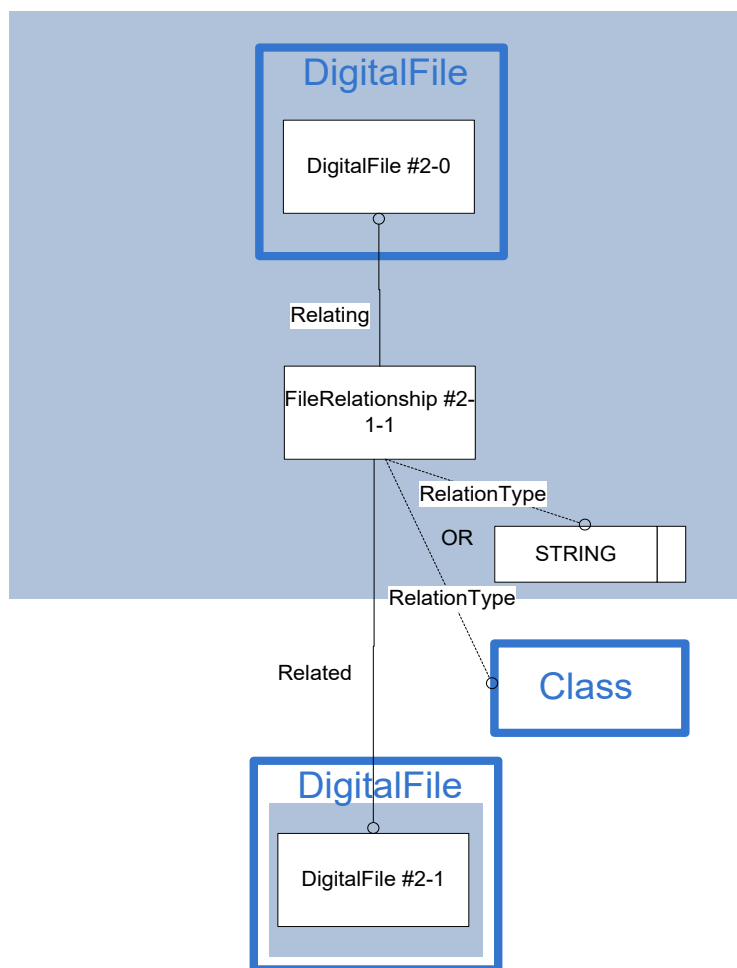 DigitalFile
DigitalFile #2-0
Relating
FileRelationship #2-
1-1
RelationType
OR
STRING
RelationType
Related
Class
DigitalFile
DigitalFile #2-1